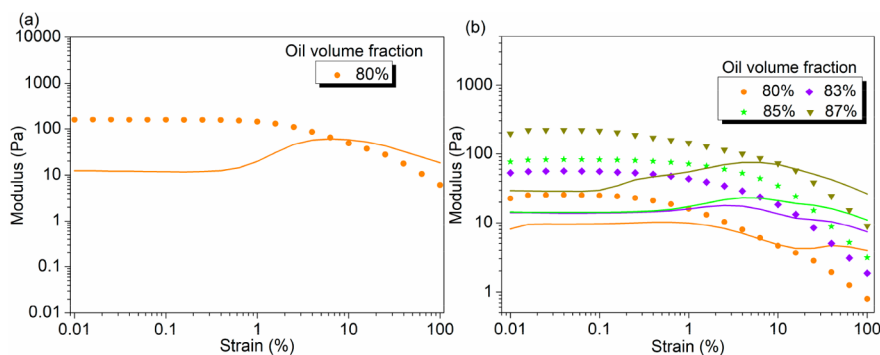 (a)
Oil volume fraction
80%
10000
1000
100
10
1
0.1
0.01
Modulus (Pa)
0.01 0.1 1 10 100
Strain (%)
(b)
Oil volume fraction
80% 83%
85% 87%
1000
100
10
1
Modulus (Pa)
0.01 0.1 1 10 100
Strain (%)